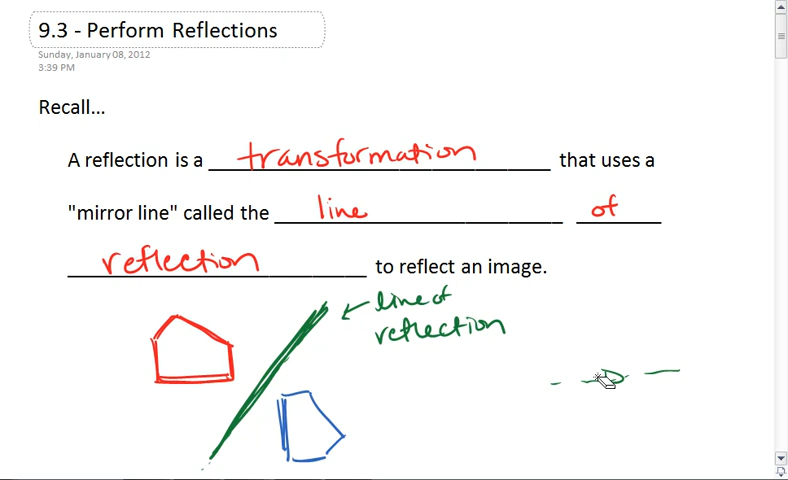 9.3 - Perform Reflections
Sunday, January 08, 2012
3:39 PM
Recall...
A reflection is a transformation that uses a
"mirror line" called the line of
reflection to reflect an image.
line of
reflection